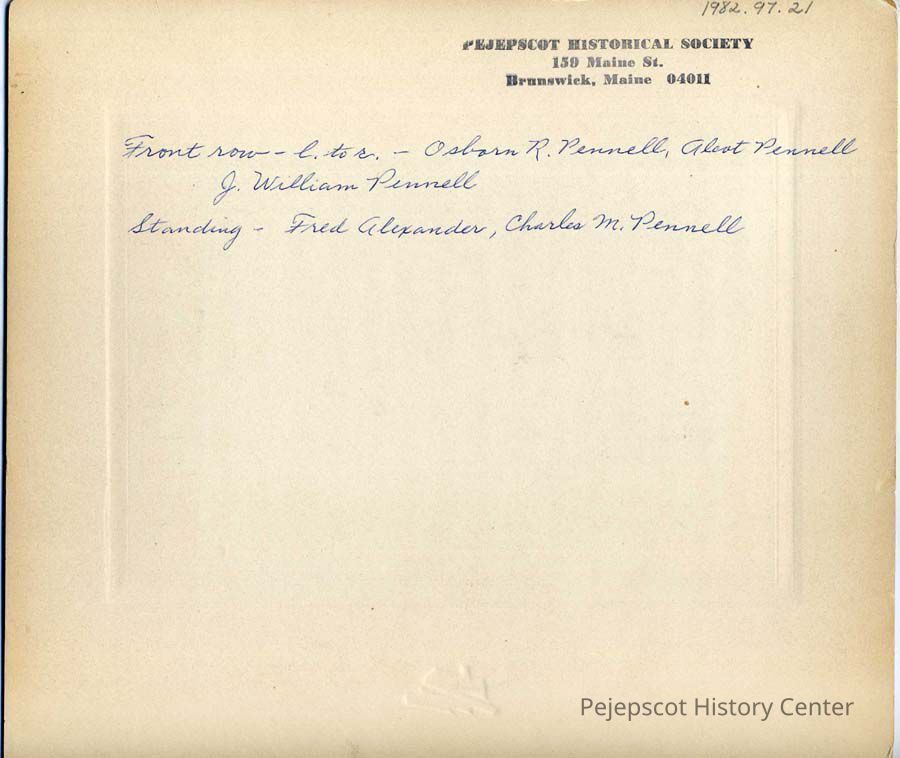 1982.97.21
PEJEPSCOT HISTORICAL SOCIETY
159 Maine St.
Brunswick, Maine 04011
Front row - l. to r. - Osborn R. Pennell, Alcot Pennell
J. William Pennell
Standing - Fred Alexander, Charles M. Pennell
Pejepscot History Center